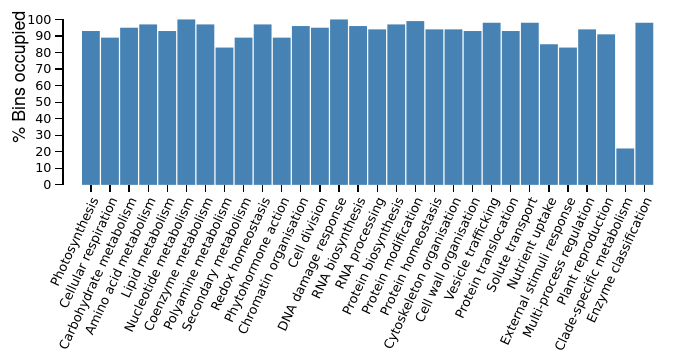 % Bins occupied
100
90
80
70
60
50
40
30
20
10
0
Photosynthesis
Cellular respiration
Carbohydrate metabolism
Amino acid metabolism
Lipid metabolism
Nucleotide metabolism
Coenzyme metabolism
Polyamine metabolism
Secondary metabolism
Redox homeostasis
Phytohormone action
Chromatin organisation
Cell division
DNA damage response
RNA biosynthesis
RNA processing
Protein biosynthesis
Protein modification
Protein homeostasis
Cytoskeleton organisation
Cell wall organisation
Vesicle trafficking
Protein translocation
Solute transport
Nutrient uptake
External stimuli response
Multi-process regulation
Plant reproduction
Clade-specific metabolism
Enzyme classification